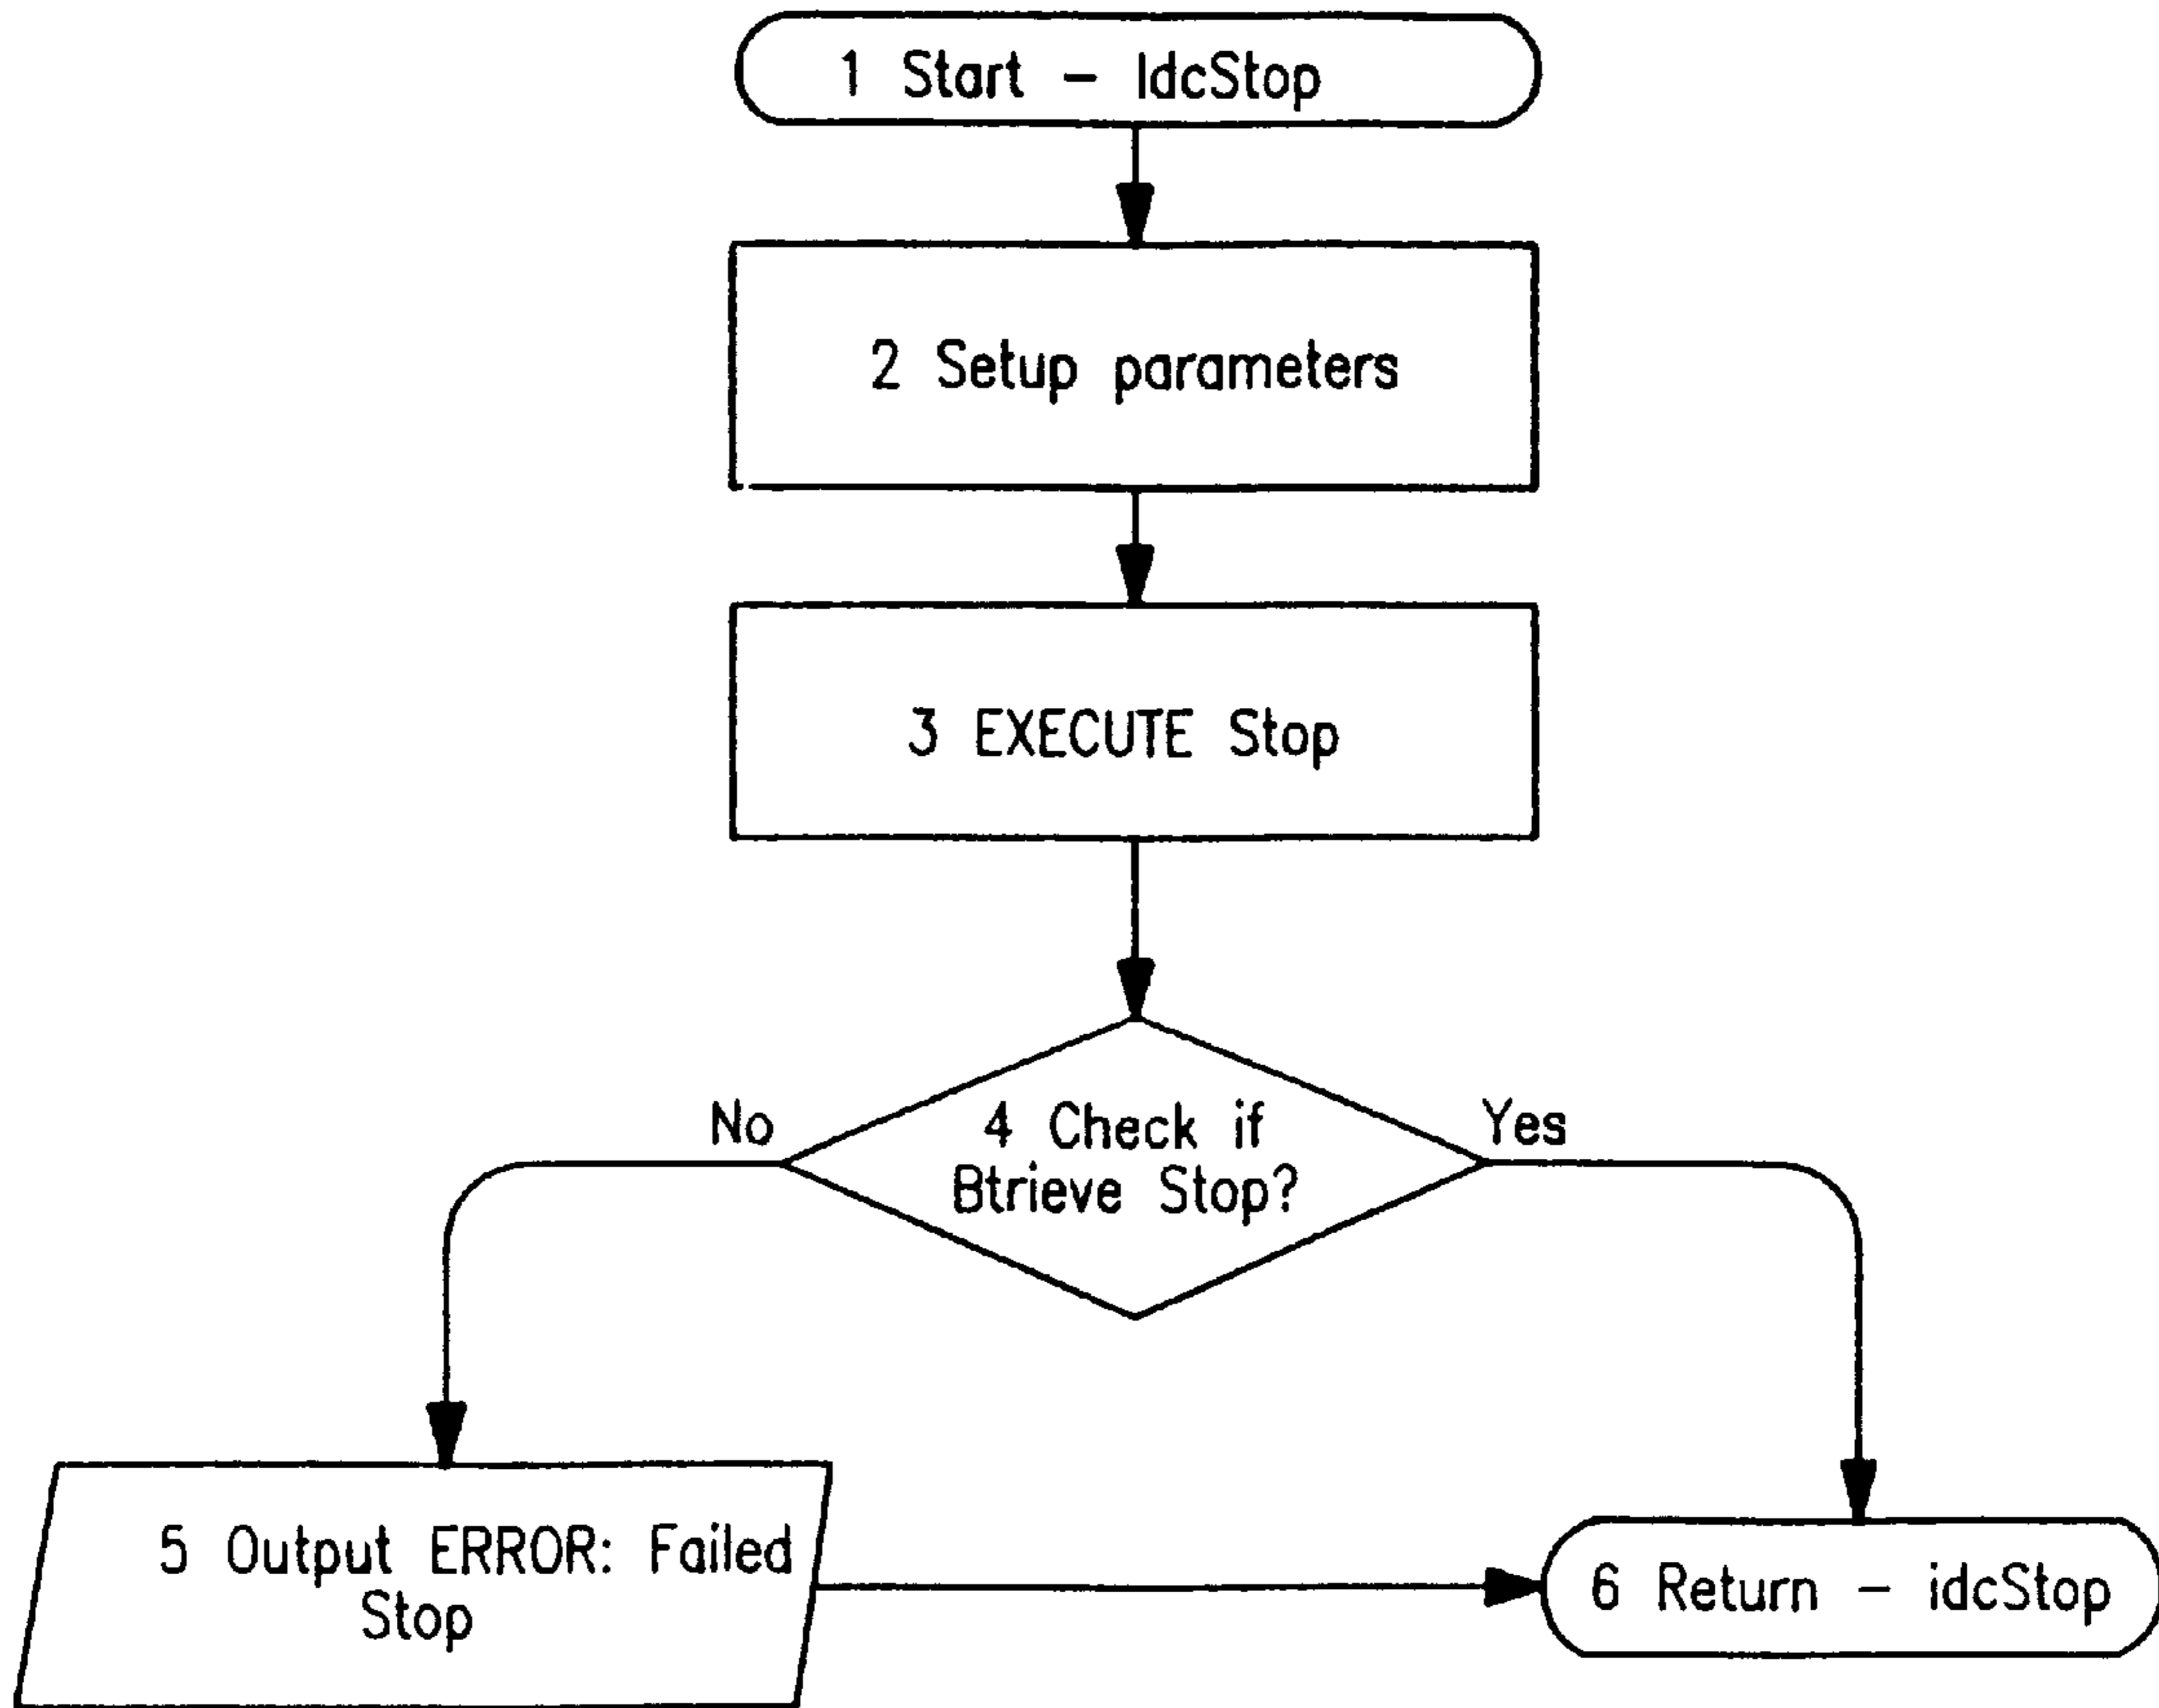 1 Start – IdcStop
2 Setup parameters
3 EXECUTE Stop
No
4 Check if
Btrieve Stop?
Yes
5 Output ERROR: Failed
Stop
6 Return – idcStop